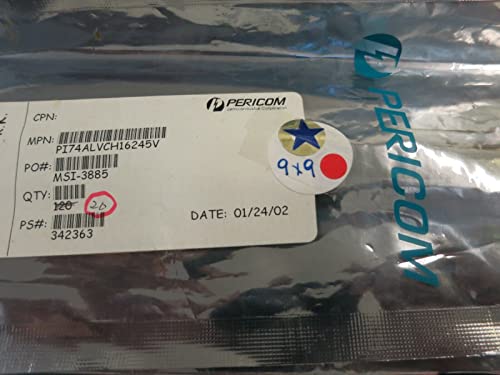 PERICOM
CPN:
MPN:
PI74ALVCH16245V
PO#:
MSI-3885
QTY:
120 20
PS#:
342363
DATE: 01/24/02
9x9
PERICOM